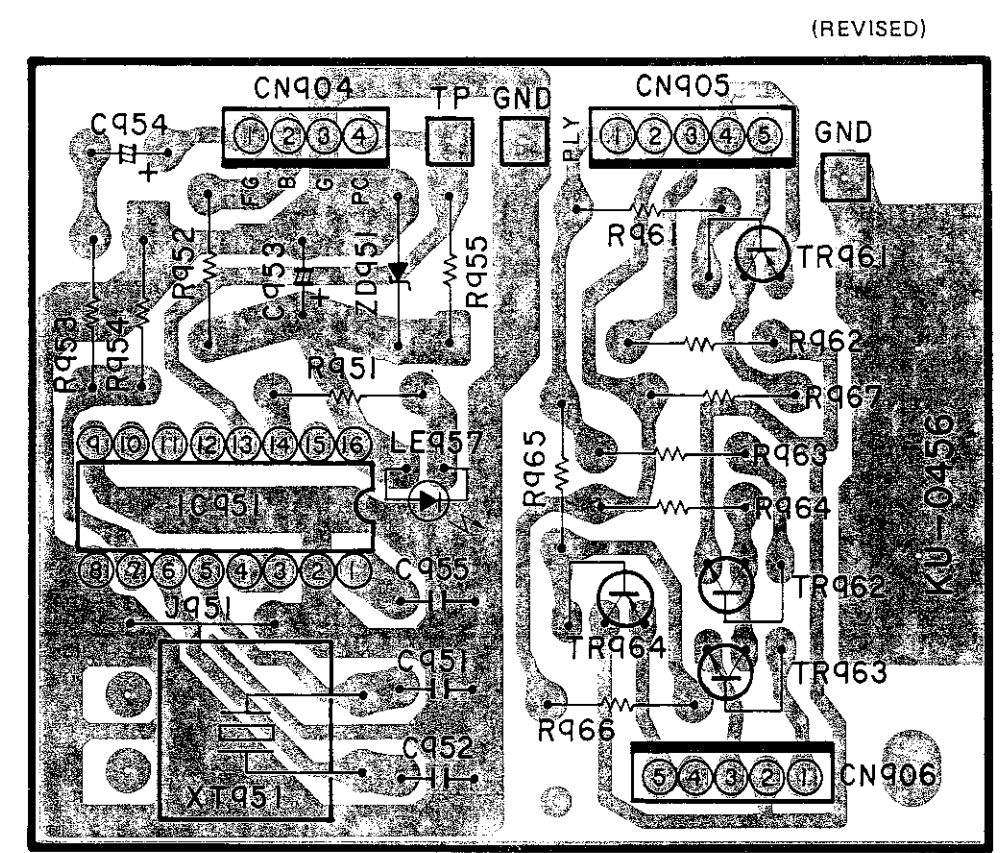 (REVISED)
CN904 TP GND CN905
C954 1 2 3 4 PLY 1 2 3 4 5 GND
FG B G PC
R961
R952 C953 ZD951 R955 TR961
+
+
R953 R954 R962
R951
R967
9 10 11 12 13 14 15 16 LE957 R965 R963
IC951 R964 KU-0456
8 7 6 5 4 3 2 1 C955 TR962
J951 TR964
C951 TR963
R966
C952
XT951 5 4 3 2 1 CN906